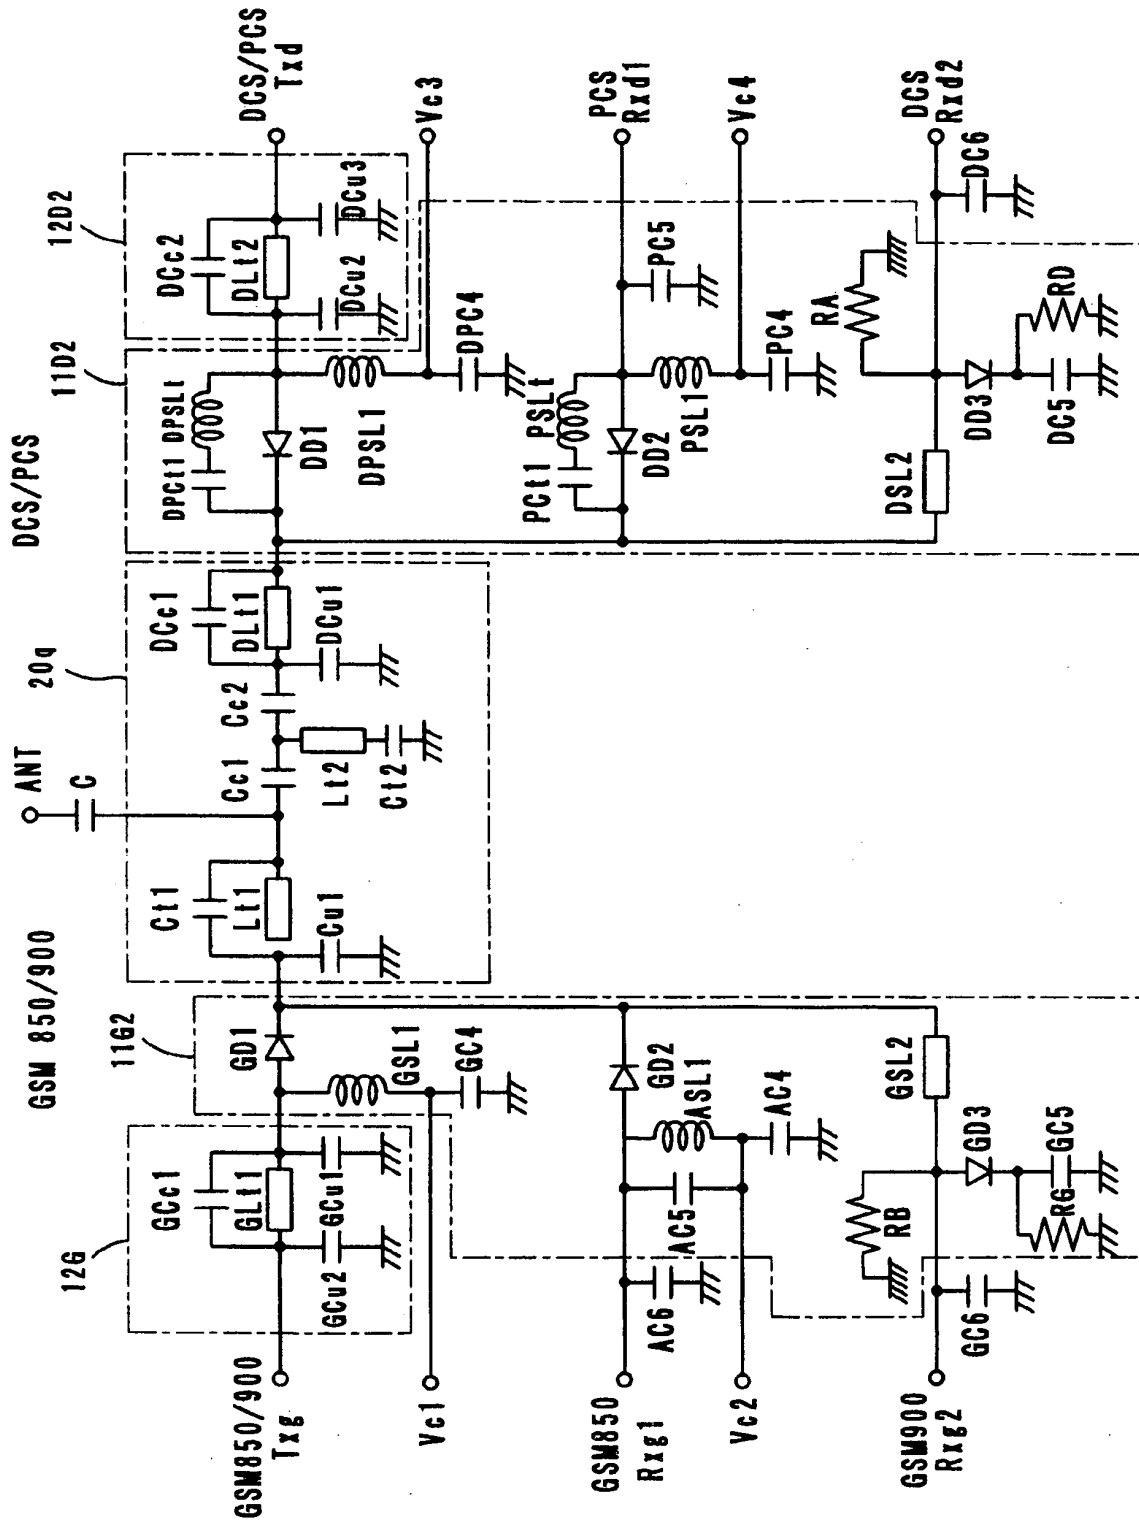 ANT
C
GSM 850/900
DCS/PCS
20q
12G
11G2
11D2
12D2
GCc1
GLt1
GCu2
GCu1
GD1
GSL1
GC4
Ct1
Lt1
Cu1
Cc1
Cc2
Lt2
Ct2
DCc1
DLt1
DCu1
DPCt1
DPSLt
DD1
DPSL1
DPC4
DCc2
DLt2
DCu2
DCu3
GSM850/900
Txg
DCS/PCS
Txd
Vc1
Vc3
AC6
AC5
ASL1
GD2
AC4
PCt1
PSLt
DD2
PSL1
PC4
PC5
GSM850
Rxg1
PCS
Rxd1
Vc2
Vc4
RB
GSL2
GD3
RG
GC5
GC6
DSL2
RA
DD3
DC5
RD
DC6
GSM900
Rxg2
DCS
Rxd2